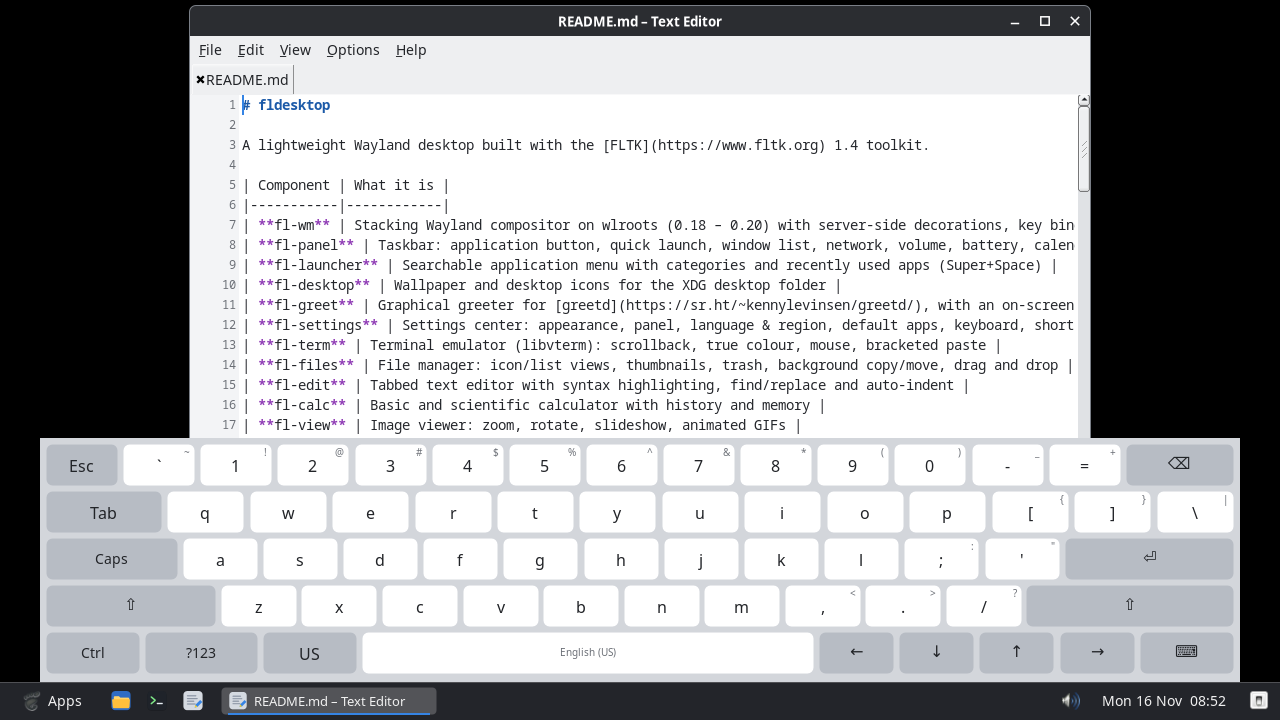 README.md – Text Editor
File Edit View Options Help
✖README.md
1 # fldesktop
2
3 A lightweight Wayland desktop built with the [FLTK](https://www.fltk.org) 1.4 toolkit.
4
5 | Component | What it is |
6 |-----------|------------|
7 | **fl-wm** | Stacking Wayland compositor on wlroots (0.18 – 0.20) with server-side decorations, key bin
8 | **fl-panel** | Taskbar: application button, quick launch, window list, network, volume, battery, calen
9 | **fl-launcher** | Searchable application menu with categories and recently used apps (Super+Space) |
10 | **fl-desktop** | Wallpaper and desktop icons for the XDG desktop folder |
11 | **fl-greet** | Graphical greeter for [greetd](https://sr.ht/~kennylevinsen/greetd/), with an on-screen
12 | **fl-settings** | Settings center: appearance, panel, language & region, default apps, keyboard, short
13 | **fl-term** | Terminal emulator (libvterm): scrollback, true colour, mouse, bracketed paste |
14 | **fl-files** | File manager: icon/list views, thumbnails, trash, background copy/move, drag and drop |
15 | **fl-edit** | Tabbed text editor with syntax highlighting, find/replace and auto-indent |
16 | **fl-calc** | Basic and scientific calculator with history and memory |
17 | **fl-view** | Image viewer: zoom, rotate, slideshow, animated GIFs |
Esc ` ~ 1 ! 2 @ 3 # 4 $ 5 % 6 ^ 7 & 8 * 9 ( 0 ) - _ = + ⌫
Tab q w e r t y u i o p [ { ] } \ |
Caps a s d f g h j k l ; : ' " ⏎
⇧ z x c v b n m , < . > / ? ⇧
Ctrl ?123 US English (US) ← ↓ ↑ → ⌨
Apps README.md – Text Editor Mon 16 Nov 08:52